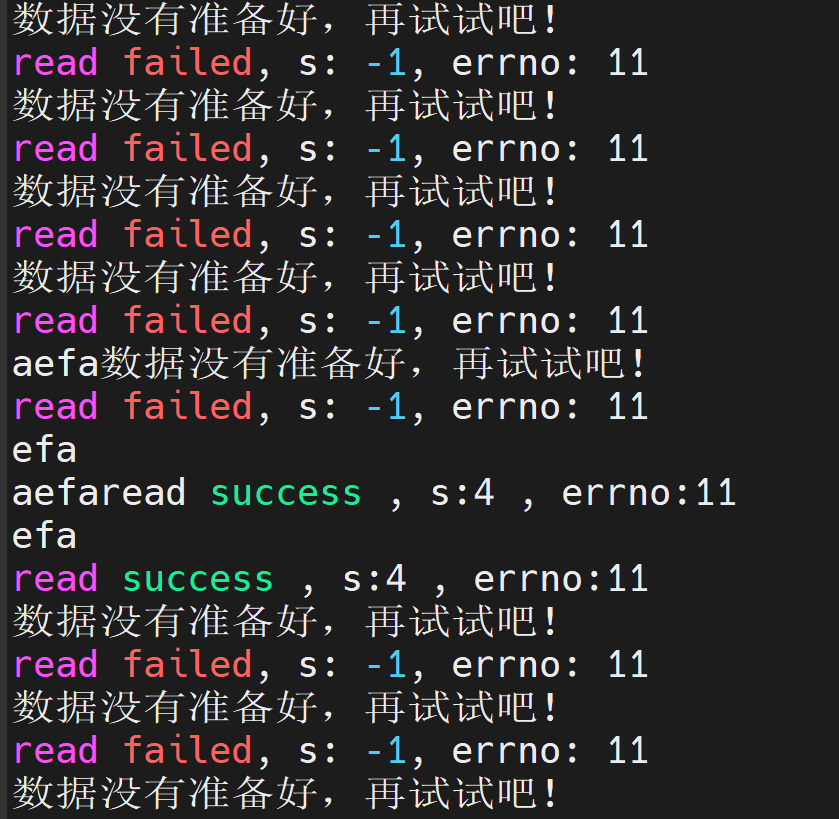 数据没有准备好，再试试吧！
read failed, s: -1, errno: 11
数据没有准备好，再试试吧！
read failed, s: -1, errno: 11
数据没有准备好，再试试吧！
read failed, s: -1, errno: 11
数据没有准备好，再试试吧！
read failed, s: -1, errno: 11
aefa数据没有准备好，再试试吧！
read failed, s: -1, errno: 11
efa
aefaread success , s:4 , errno:11
efa
read success , s:4 , errno:11
数据没有准备好，再试试吧！
read failed, s: -1, errno: 11
数据没有准备好，再试试吧！
read failed, s: -1, errno: 11
数据没有准备好，再试试吧！